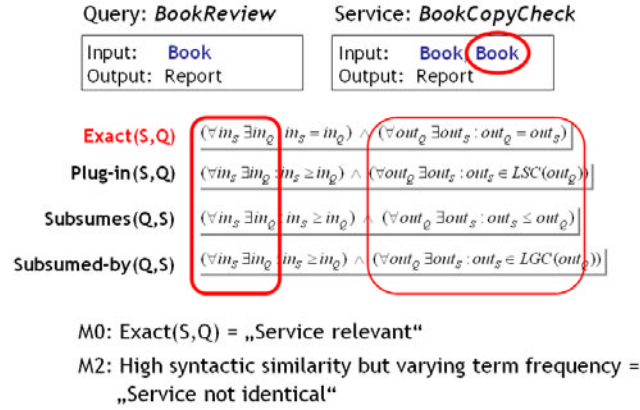 Query: BookReview Service: BookCopyCheck
Input: Book Input: Book, Book
Output: Report Output: Report
Exact(S,Q) (∀in_S ∃in_Q : in_S = in_Q) ∧ (∀out_Q ∃out_S : out_Q = out_S)
Plug-in(S,Q) (∀in_S ∃in_Q : in_S ≥ in_Q) ∧ (∀out_Q ∃out_S : out_S ∈ LSC(out_Q))
Subsumes(Q,S) (∀in_S ∃in_Q : in_S ≥ in_Q) ∧ (∀out_Q ∃out_S : out_S ≤ out_Q)
Subsumed-by(Q,S) (∀in_S ∃in_Q : in_S ≥ in_Q) ∧ (∀out_Q ∃out_S : out_S ∈ LGC(out_Q))
M0: Exact(S,Q) = „Service relevant“
M2: High syntactic similarity but varying term frequency =
„Service not identical“